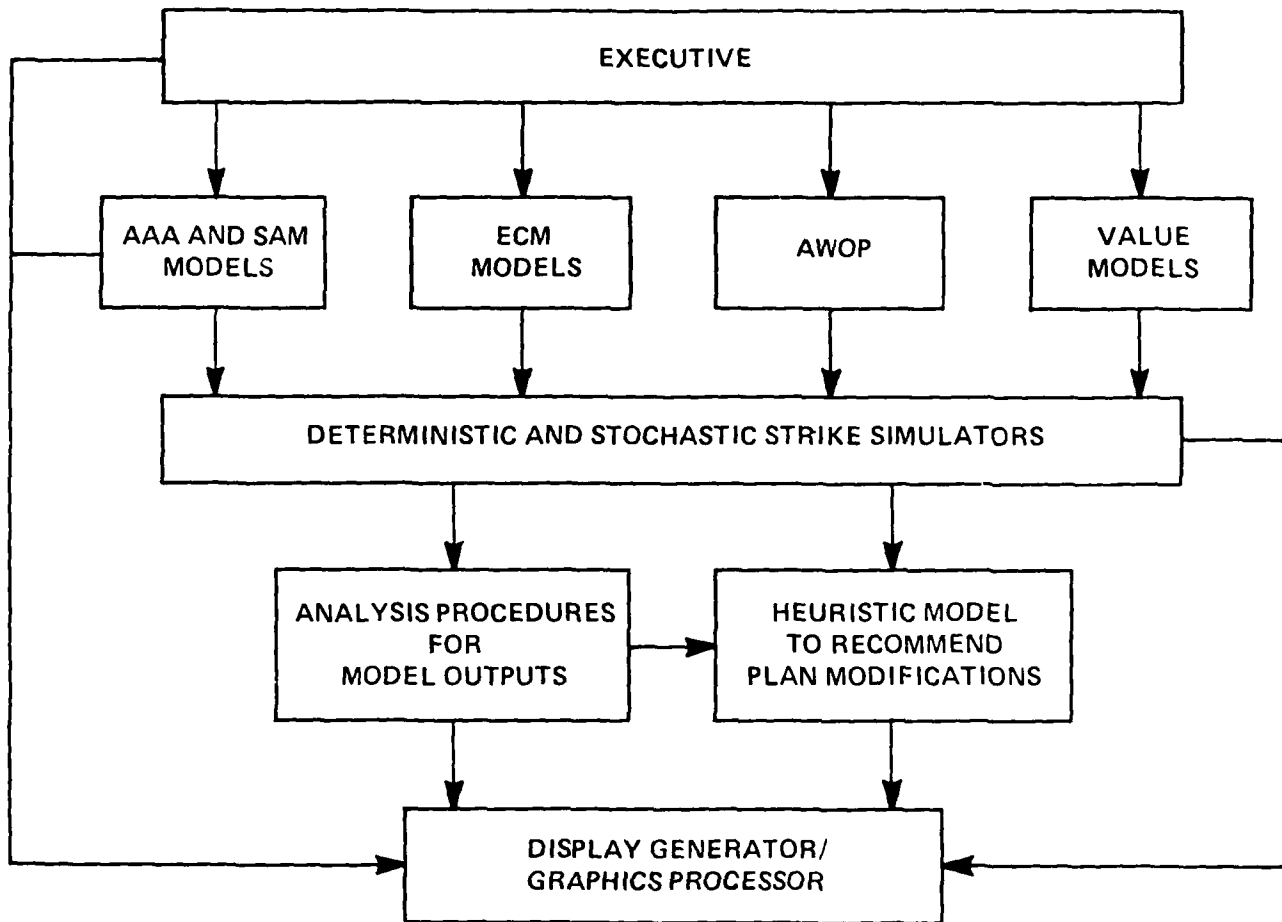 EXECUTIVE
AAA AND SAM
MODELS
ECM
MODELS
AWOP
VALUE
MODELS
DETERMINISTIC AND STOCHASTIC STRIKE SIMULATORS
ANALYSIS PROCEDURES
FOR
MODEL OUTPUTS
HEURISTIC MODEL
TO RECOMMEND
PLAN MODIFICATIONS
DISPLAY GENERATOR/
GRAPHICS PROCESSOR